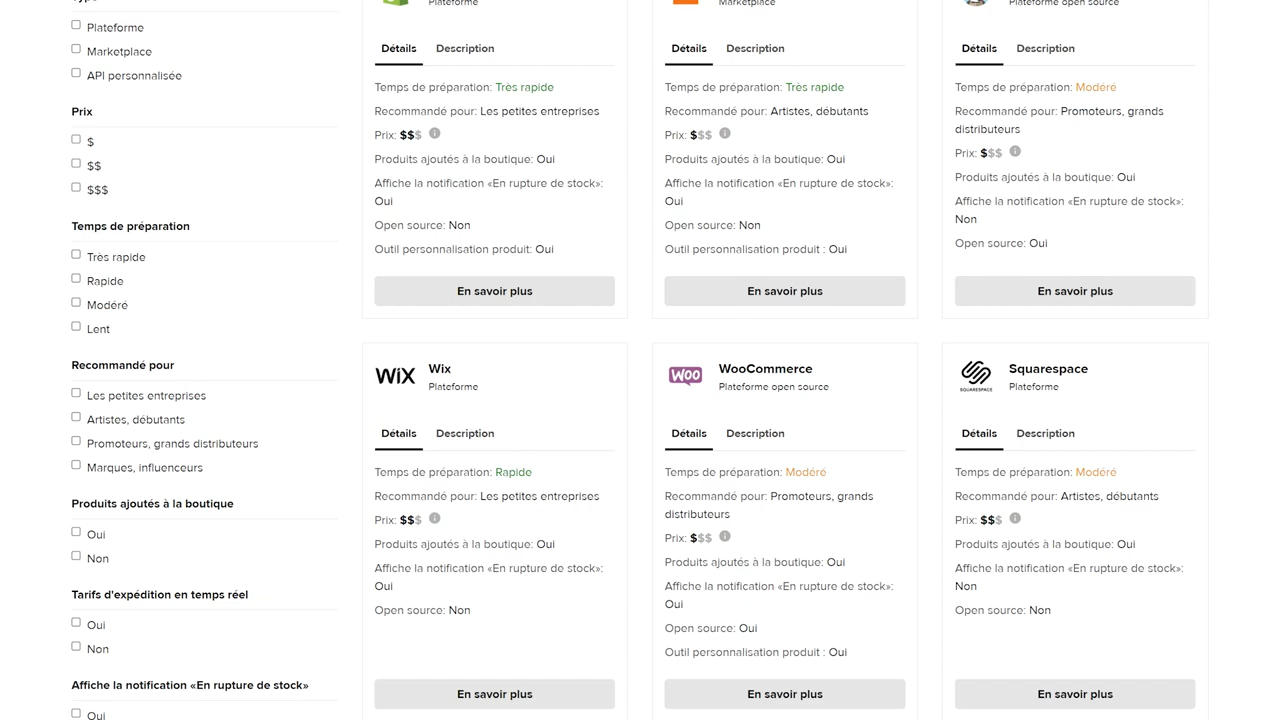 Plateforme
Marketplace
API personnalisée
Prix
$
$$
$$$
Temps de préparation
Très rapide
Rapide
Modéré
Lent
Recommandé pour
Les petites entreprises
Artistes, débutants
Promoteurs, grands distributeurs
Marques, influenceurs
Produits ajoutés à la boutique
Oui
Non
Tarifs d'expédition en temps réel
Oui
Non
Affiche la notification «En rupture de stock»
Oui
Plateforme
Détails Description
Temps de préparation: Très rapide
Recommandé pour: Les petites entreprises
Prix: $$$
Produits ajoutés à la boutique: Oui
Affiche la notification «En rupture de stock»:
Oui
Open source: Non
Outil personnalisation produit: Oui
En savoir plus
Marketplace
Détails Description
Temps de préparation: Très rapide
Recommandé pour: Artistes, débutants
Prix: $$$
Produits ajoutés à la boutique: Oui
Affiche la notification «En rupture de stock»:
Oui
Open source: Non
Outil personnalisation produit : Oui
En savoir plus
Plateforme open source
Détails Description
Temps de préparation: Modéré
Recommandé pour: Promoteurs, grands
distributeurs
Prix: $$$
Produits ajoutés à la boutique: Oui
Affiche la notification «En rupture de stock»:
Non
Open source: Oui
En savoir plus
WIX Wix
Plateforme
Détails Description
Temps de préparation: Rapide
Recommandé pour: Les petites entreprises
Prix: $$$
Produits ajoutés à la boutique: Oui
Affiche la notification «En rupture de stock»:
Oui
Open source: Non
En savoir plus
WOO WooCommerce
Plateforme open source
Détails Description
Temps de préparation: Modéré
Recommandé pour: Promoteurs, grands
distributeurs
Prix: $$$
Produits ajoutés à la boutique: Oui
Affiche la notification «En rupture de stock»:
Oui
Open source: Oui
Outil personnalisation produit : Oui
En savoir plus
Squarespace
SQUARESPACE Plateforme
Détails Description
Temps de préparation: Modéré
Recommandé pour: Artistes, débutants
Prix: $$$
Produits ajoutés à la boutique: Oui
Affiche la notification «En rupture de stock»:
Non
Open source: Non
En savoir plus